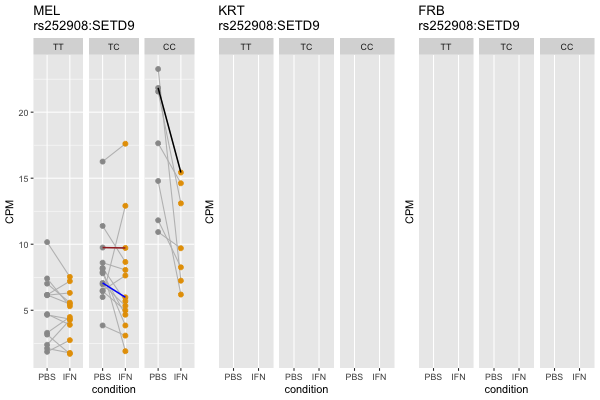 MEL
rs252908:SETD9
TT TC CC
CPM
20
15
10
5
PBS IFN PBS IFN PBS IFN
condition
KRT
rs252908:SETD9
TT TC CC
CPM
PBS IFN PBS IFN PBS IFN
condition
FRB
rs252908:SETD9
TT TC CC
CPM
PBS IFN PBS IFN PBS IFN
condition